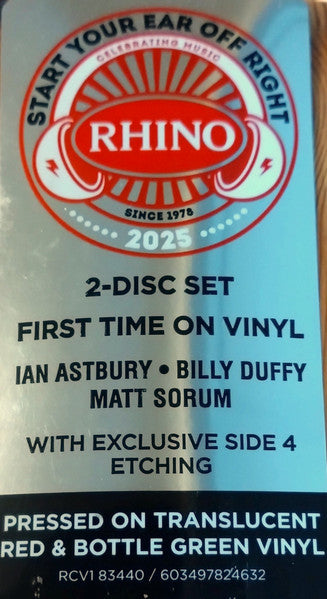 START YOUR EAR OFF RIGHT
CELEBRATING MUSIC
RHINO
SINCE 1978
2025
2-DISC SET
FIRST TIME ON VINYL
IAN ASTBURY • BILLY DUFFY
MATT SORUM
WITH EXCLUSIVE SIDE 4
ETCHING
PRESSED ON TRANSLUCENT
RED & BOTTLE GREEN VINYL
RCV1 83440 / 603497824632